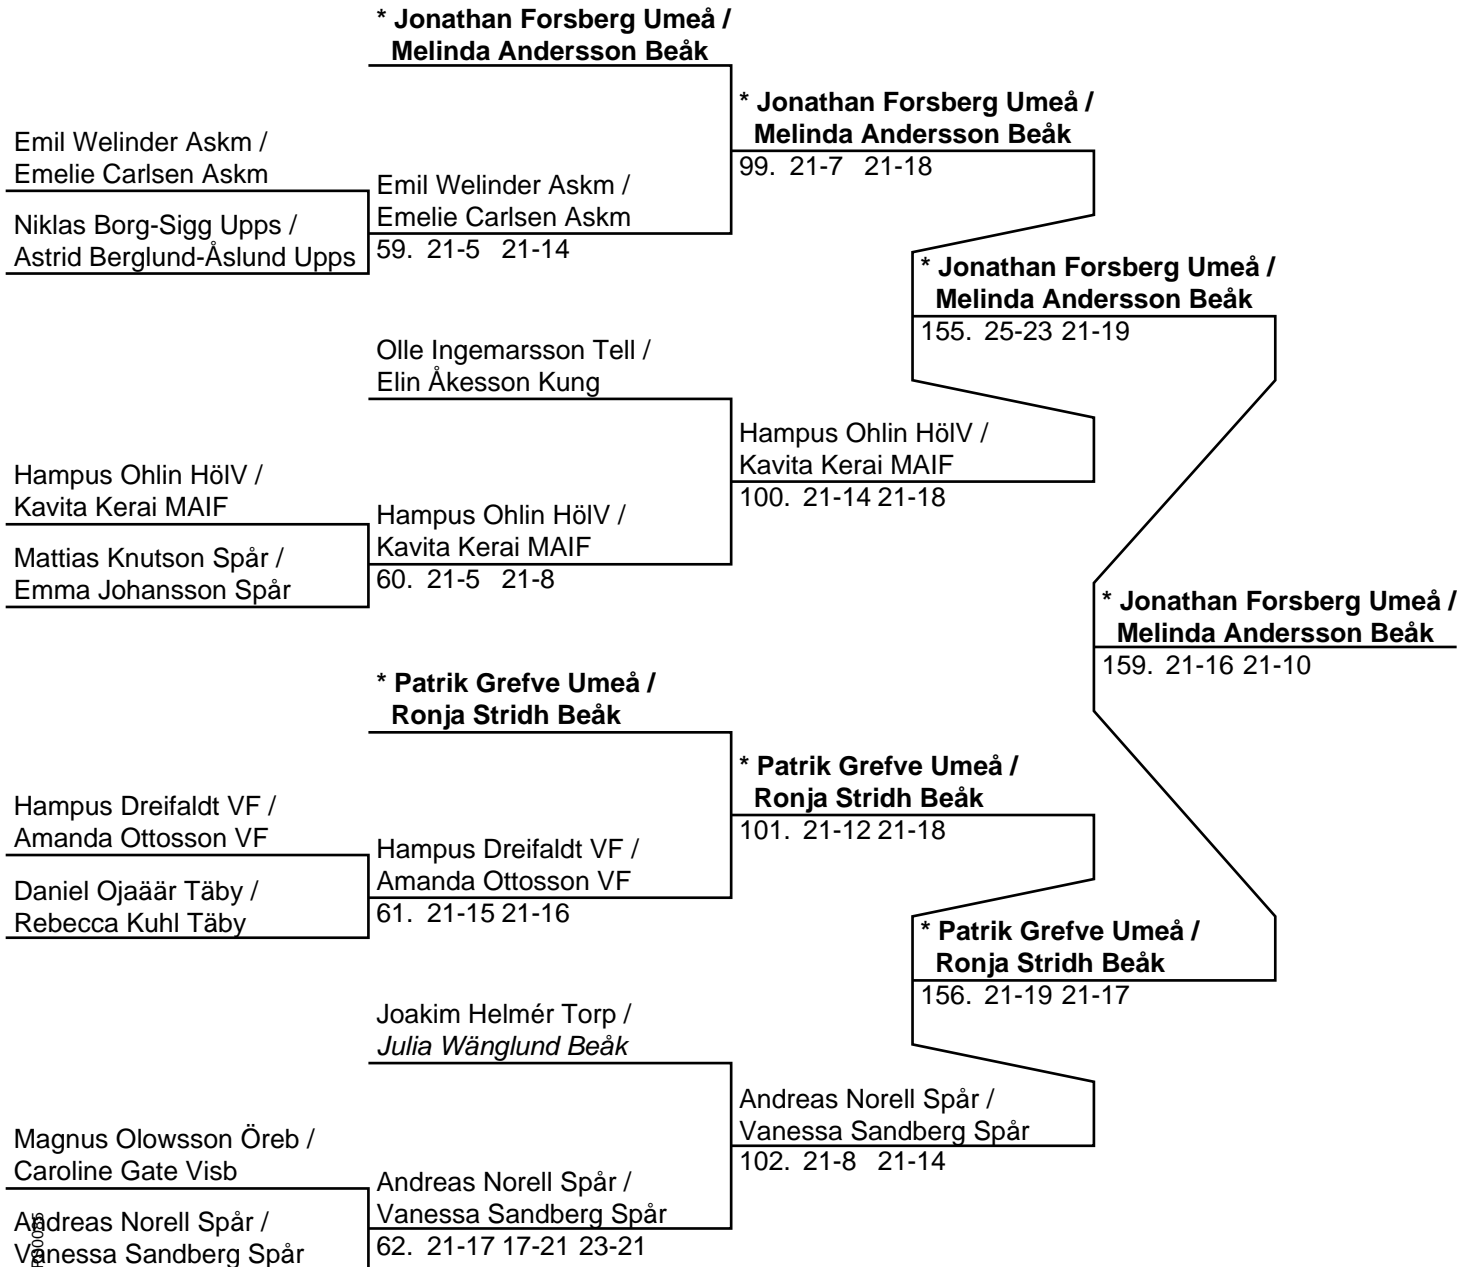 * Jonathan Forsberg Umeå /
Melinda Andersson Beåk
* Jonathan Forsberg Umeå /
Melinda Andersson Beåk
99. 21-7 21-18
Emil Welinder Askm /
Emelie Carlsen Askm
Niklas Borg-Sigg Upps /
Astrid Berglund-Åslund Upps
Emil Welinder Askm /
Emelie Carlsen Askm
59. 21-5 21-14
* Jonathan Forsberg Umeå /
Melinda Andersson Beåk
155. 25-23 21-19
Olle Ingemarsson Tell /
Elin Åkesson Kung
Hampus Ohlin HölV /
Kavita Kerai MAIF
100. 21-14 21-18
Hampus Ohlin HölV /
Kavita Kerai MAIF
Mattias Knutson Spår /
Emma Johansson Spår
Hampus Ohlin HölV /
Kavita Kerai MAIF
60. 21-5 21-8
* Jonathan Forsberg Umeå /
Melinda Andersson Beåk
159. 21-16 21-10
* Patrik Grefve Umeå /
Ronja Stridh Beåk
* Patrik Grefve Umeå /
Ronja Stridh Beåk
101. 21-12 21-18
Hampus Dreifaldt VF /
Amanda Ottosson VF
Daniel Ojaäär Täby /
Rebecca Kuhl Täby
Hampus Dreifaldt VF /
Amanda Ottosson VF
61. 21-15 21-16
* Patrik Grefve Umeå /
Ronja Stridh Beåk
156. 21-19 21-17
Joakim Helmér Torp /
Julia Wänglund Beåk
Andreas Norell Spår /
Vanessa Sandberg Spår
102. 21-8 21-14
Magnus Olowsson Öreb /
Caroline Gate Visb
Andreas Norell Spår /
Vanessa Sandberg Spår
Andreas Norell Spår /
Vanessa Sandberg Spår
62. 21-17 17-21 23-21